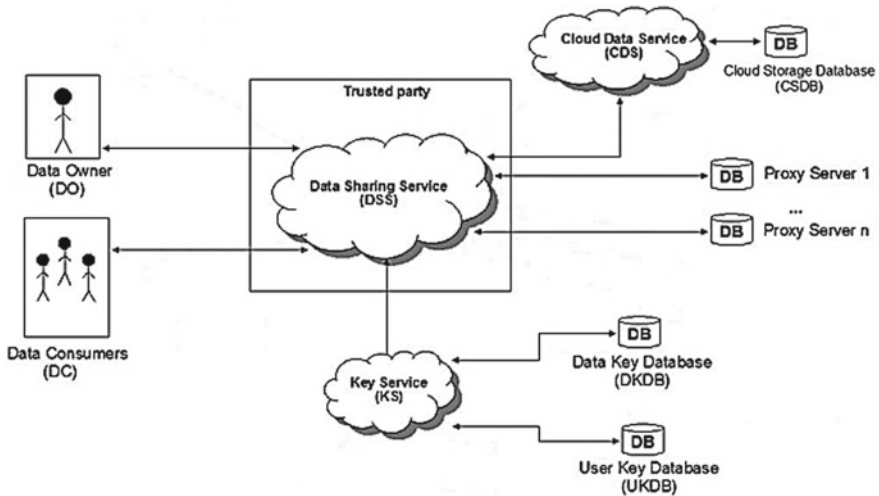 Cloud Data Service
(CDS)
DB
Cloud Storage Database
(CSDB)
Trusted party
Data Owner
(DO)
Data Sharing Service
(DSS)
DB
Proxy Server 1
...
DB
Proxy Server n
Data Consumers
(DC)
Key Service
(KS)
DB
Data Key Database
(DKDB)
DB
User Key Database
(UKDB)